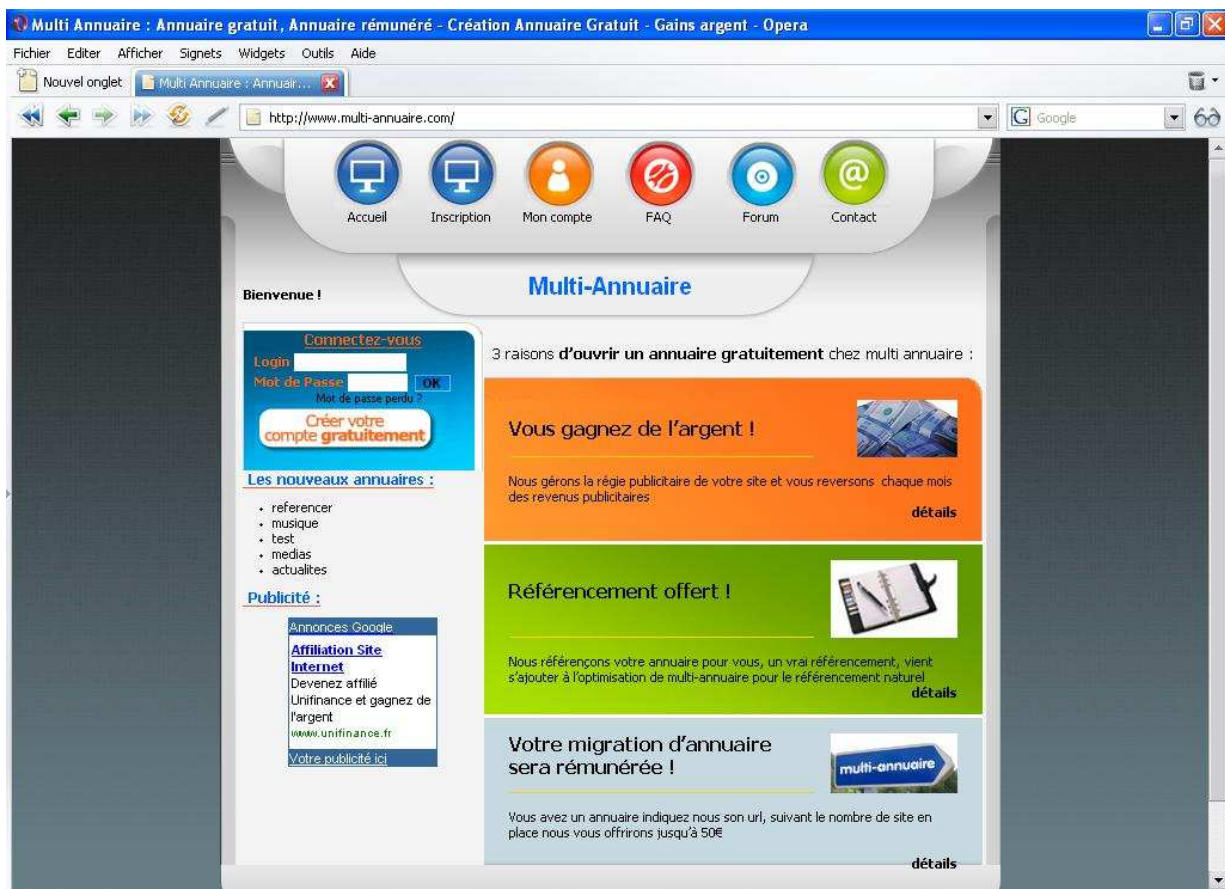 Multi Annuaire : Annuaire gratuit, Annuaire rémunéré - Création Annuaire Gratuit - Gains argent - Opera
Fichier Editer Afficher Signets Widgets Outils Aide
Nouvel onglet Multi Annuaire : Annuair...
http://www.multi-annuaire.com/ G Google
Accueil Inscription Mon compte FAQ Forum Contact
Multi-Annuaire
Bienvenue !
Connectez-vous
Login
Mot de Passe OK
Mot de passe perdu ?
Créer votre
compte gratuitement
Les nouveaux annuaires :
referencer
musique
test
medias
actualites
Publicité :
Annonces Google
Affiliation Site
Internet
Devenez affilié
Unifinance et gagnez de
l'argent
www.unifinance.fr
Votre publicité ici
3 raisons d'ouvrir un annuaire gratuitement chez multi annuaire :
Vous gagnez de l'argent !
Nous gérons la régie publicitaire de votre site et vous reversons chaque mois
des revenus publicitaires
détails
Référencement offert !
Nous référençons votre annuaire pour vous, un vrai référencement, vient
s'ajouter à l'optimisation de multi-annuaire pour le référencement naturel
détails
Votre migration d'annuaire
sera rémunérée !
multi-annuaire
Vous avez un annuaire indiquez nous son url, suivant le nombre de site en
place nous vous offrirons jusqu'à 50€
détails